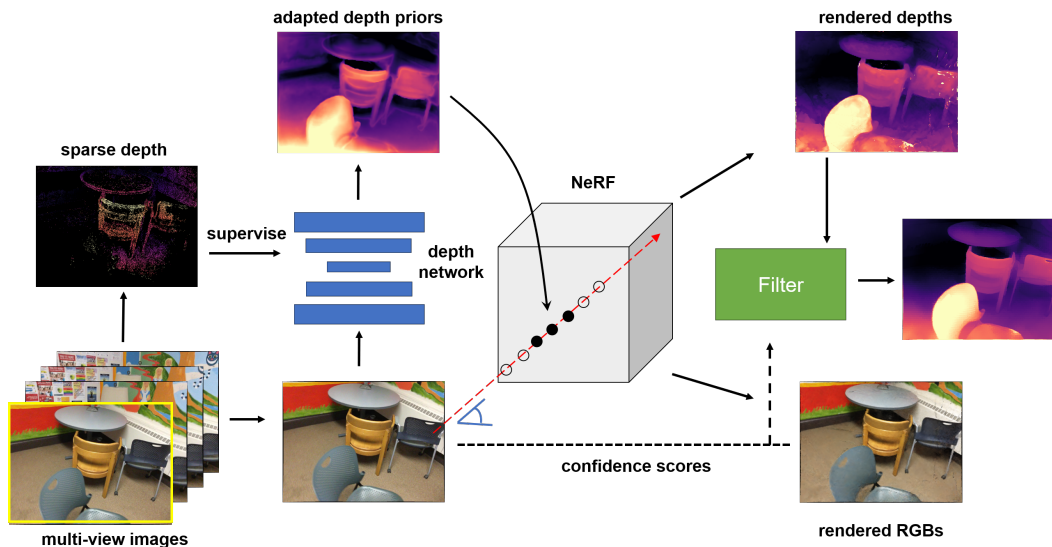 adapted depth priors
rendered depths
sparse depth
NeRF
supervise
depth
network
Filter
confidence scores
multi-view images
rendered RGBs